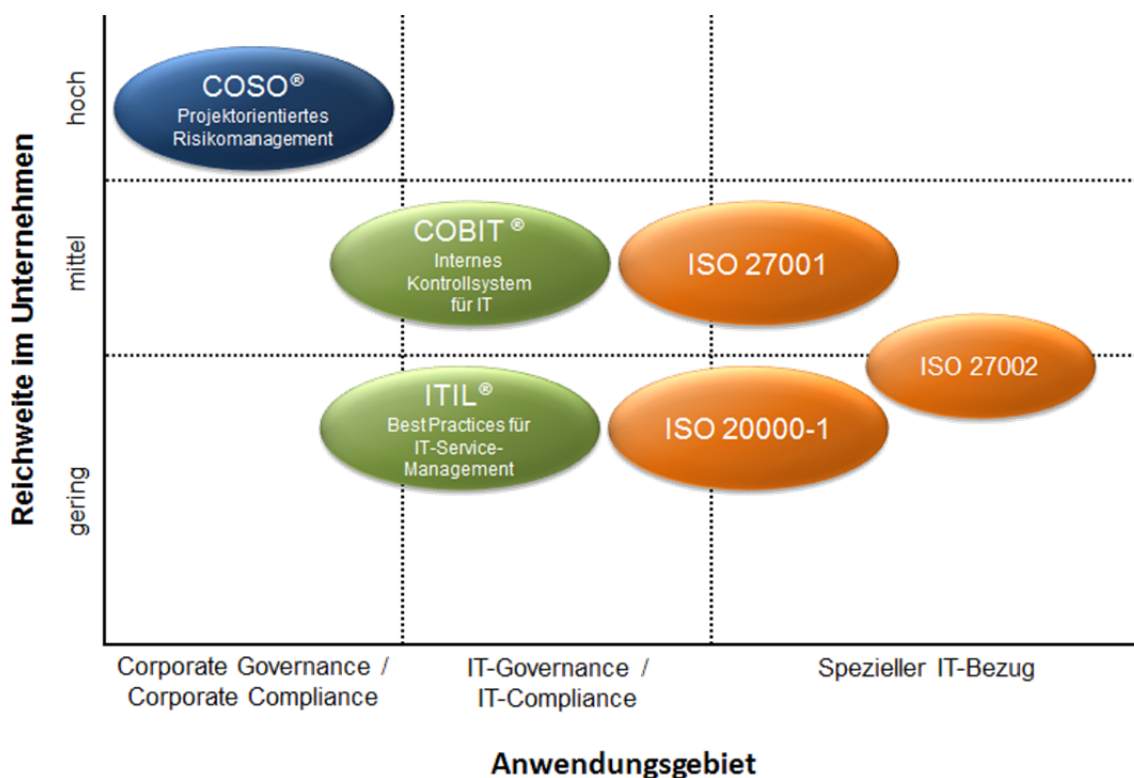 Reichweite im Unternehmen
hoch
mittel
gering
COSO®
Projektorientiertes
Risikomanagement
COBIT ®
Internes
Kontrollsystem
für IT
ISO 27001
ISO 27002
ITIL®
Best Practices für
IT-Service-
Management
ISO 20000-1
Corporate Governance /
Corporate Compliance
IT-Governance /
IT-Compliance
Spezieller IT-Bezug
Anwendungsgebiet